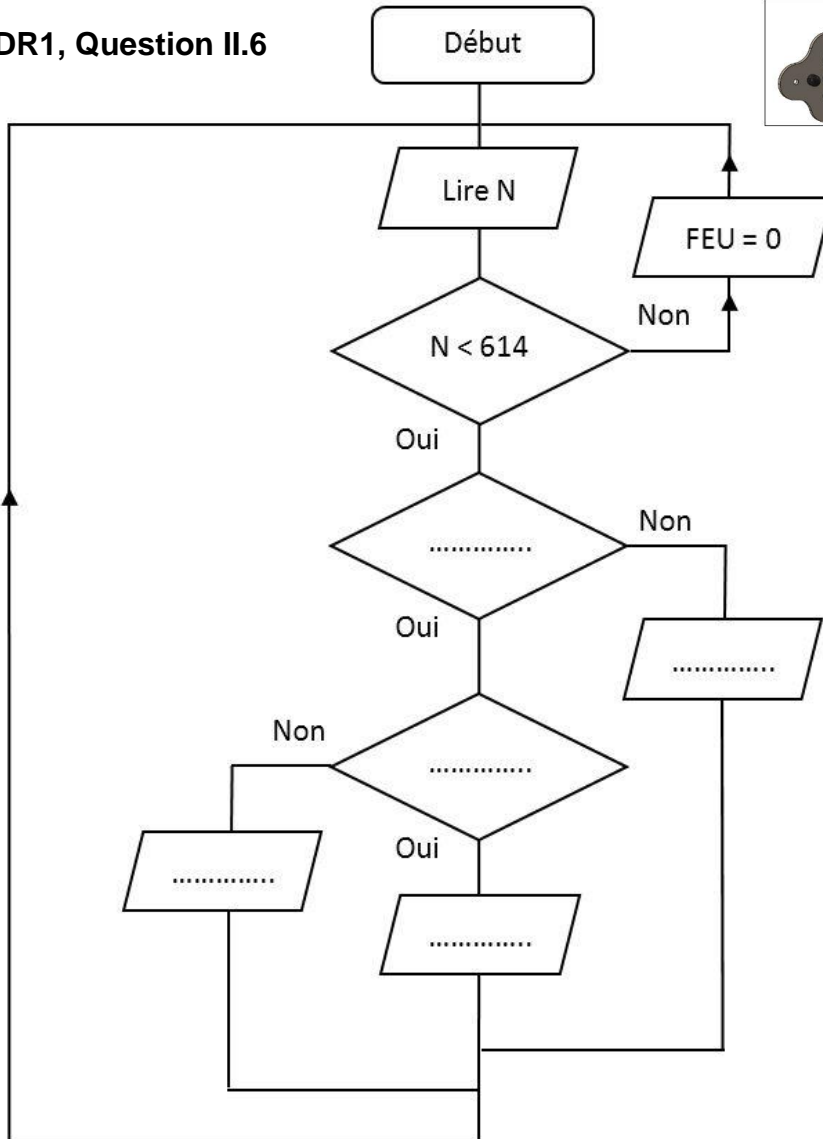 DR1, Question II.6
Début
Lire N
FEU = 0
N < 614
Non
Oui
…………..
Non
…………..
Oui
Non
…………..
…………..
Oui
…………..